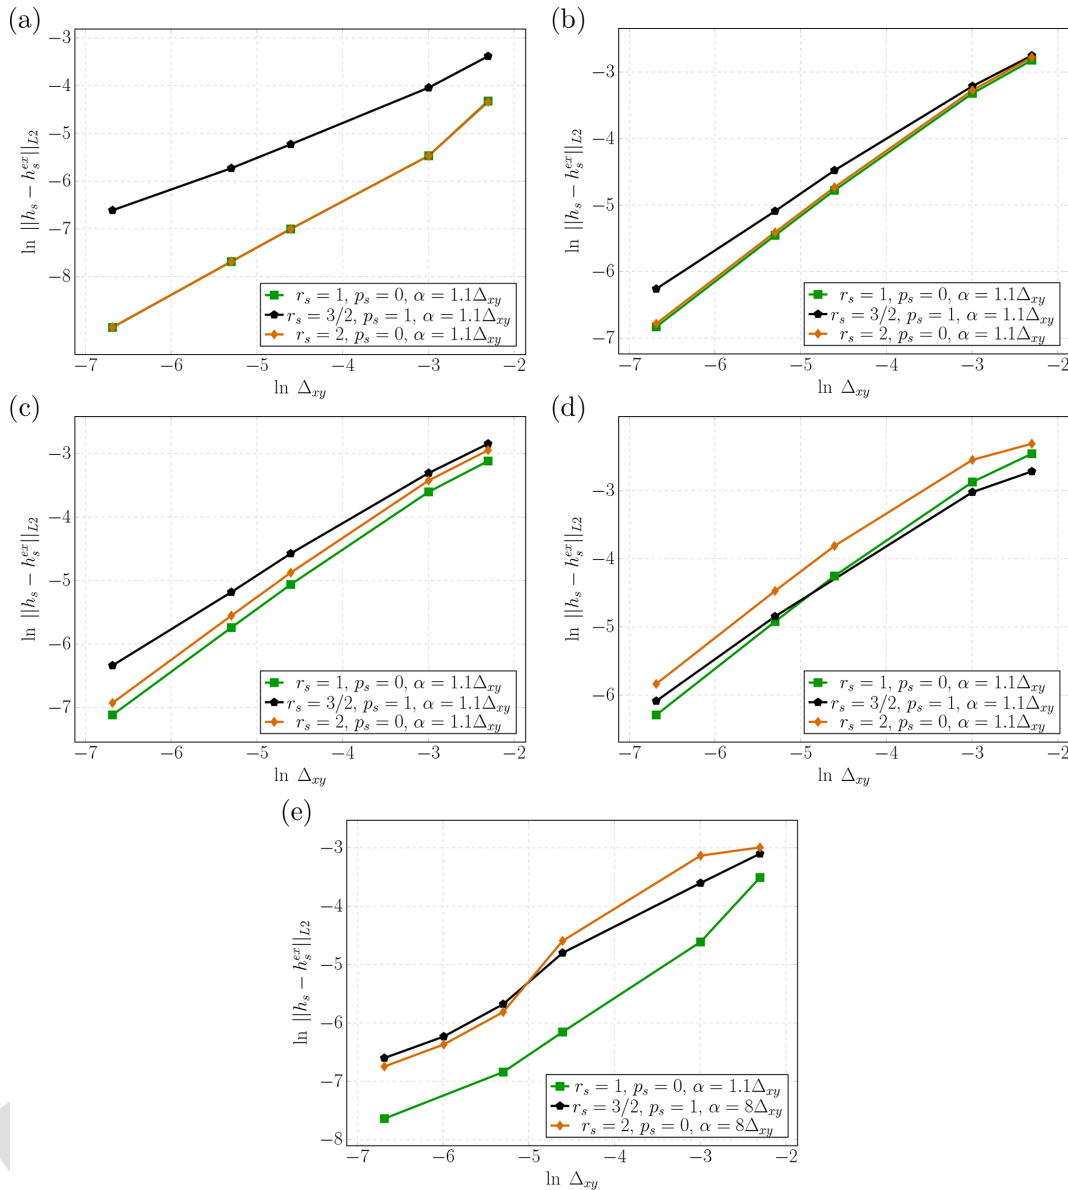 (a)
−3
−4
−5
−6
−7
−8
ln ||h_s − h_s^{ex}||_{L2}
r_s = 1, p_s = 0, α = 1.1Δ_{xy}
r_s = 3/2, p_s = 1, α = 1.1Δ_{xy}
r_s = 2, p_s = 0, α = 1.1Δ_{xy}
−7 −6 −5 −4 −3 −2
ln Δ_{xy}
(b)
−3
−4
−5
−6
−7
ln ||h_s − h_s^{ex}||_{L2}
r_s = 1, p_s = 0, α = 1.1Δ_{xy}
r_s = 3/2, p_s = 1, α = 1.1Δ_{xy}
r_s = 2, p_s = 0, α = 1.1Δ_{xy}
−7 −6 −5 −4 −3 −2
ln Δ_{xy}
(c)
−3
−4
−5
−6
−7
ln ||h_s − h_s^{ex}||_{L2}
r_s = 1, p_s = 0, α = 1.1Δ_{xy}
r_s = 3/2, p_s = 1, α = 1.1Δ_{xy}
r_s = 2, p_s = 0, α = 1.1Δ_{xy}
−7 −6 −5 −4 −3 −2
ln Δ_{xy}
(d)
−3
−4
−5
−6
ln ||h_s − h_s^{ex}||_{L2}
r_s = 1, p_s = 0, α = 1.1Δ_{xy}
r_s = 3/2, p_s = 1, α = 1.1Δ_{xy}
r_s = 2, p_s = 0, α = 1.1Δ_{xy}
−7 −6 −5 −4 −3 −2
ln Δ_{xy}
(e)
−3
−4
−5
−6
−7
−8
ln ||h_s − h_s^{ex}||_{L2}
r_s = 1, p_s = 0, α = 1.1Δ_{xy}
r_s = 3/2, p_s = 1, α = 8Δ_{xy}
r_s = 2, p_s = 0, α = 8Δ_{xy}
−7 −6 −5 −4 −3 −2
ln Δ_{xy}